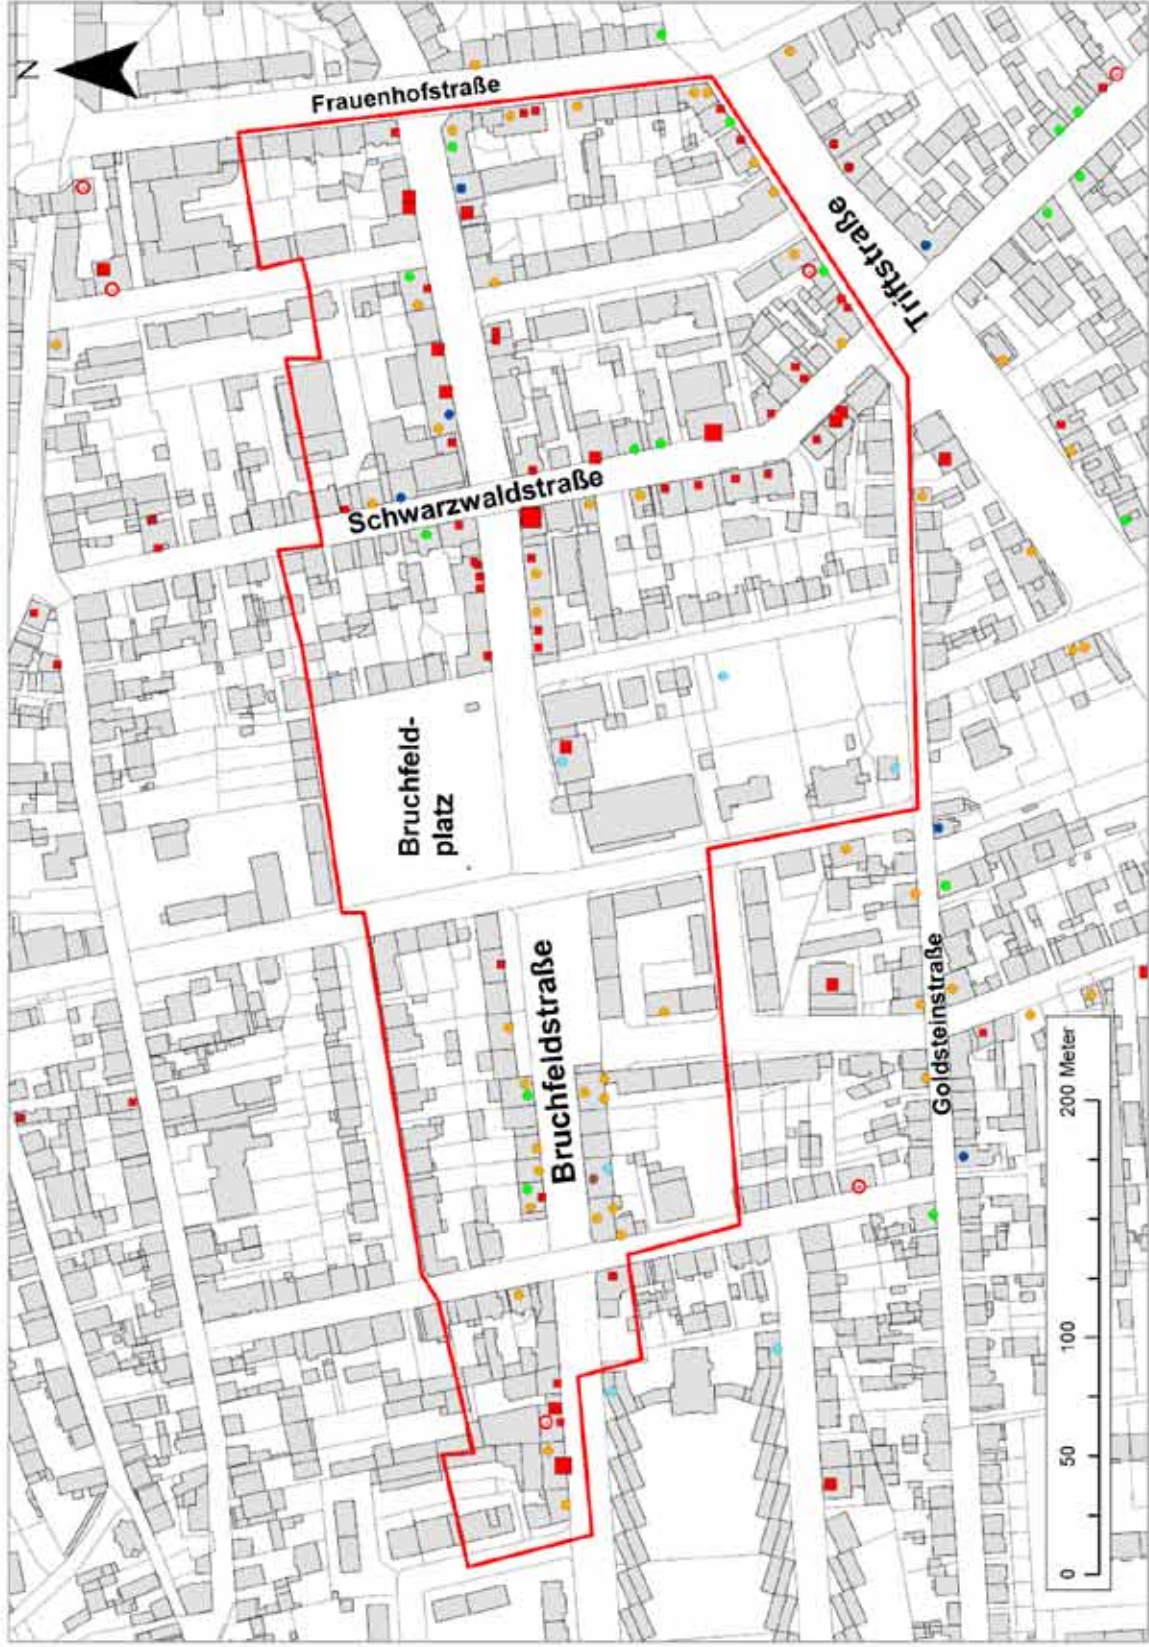 N
Frauenhofstraße
Triftstraße
Schwarzwaldstraße
Bruchfeld-
platz
Bruchfeldstraße
Goldsteinstraße
0
50
100
200 Meter